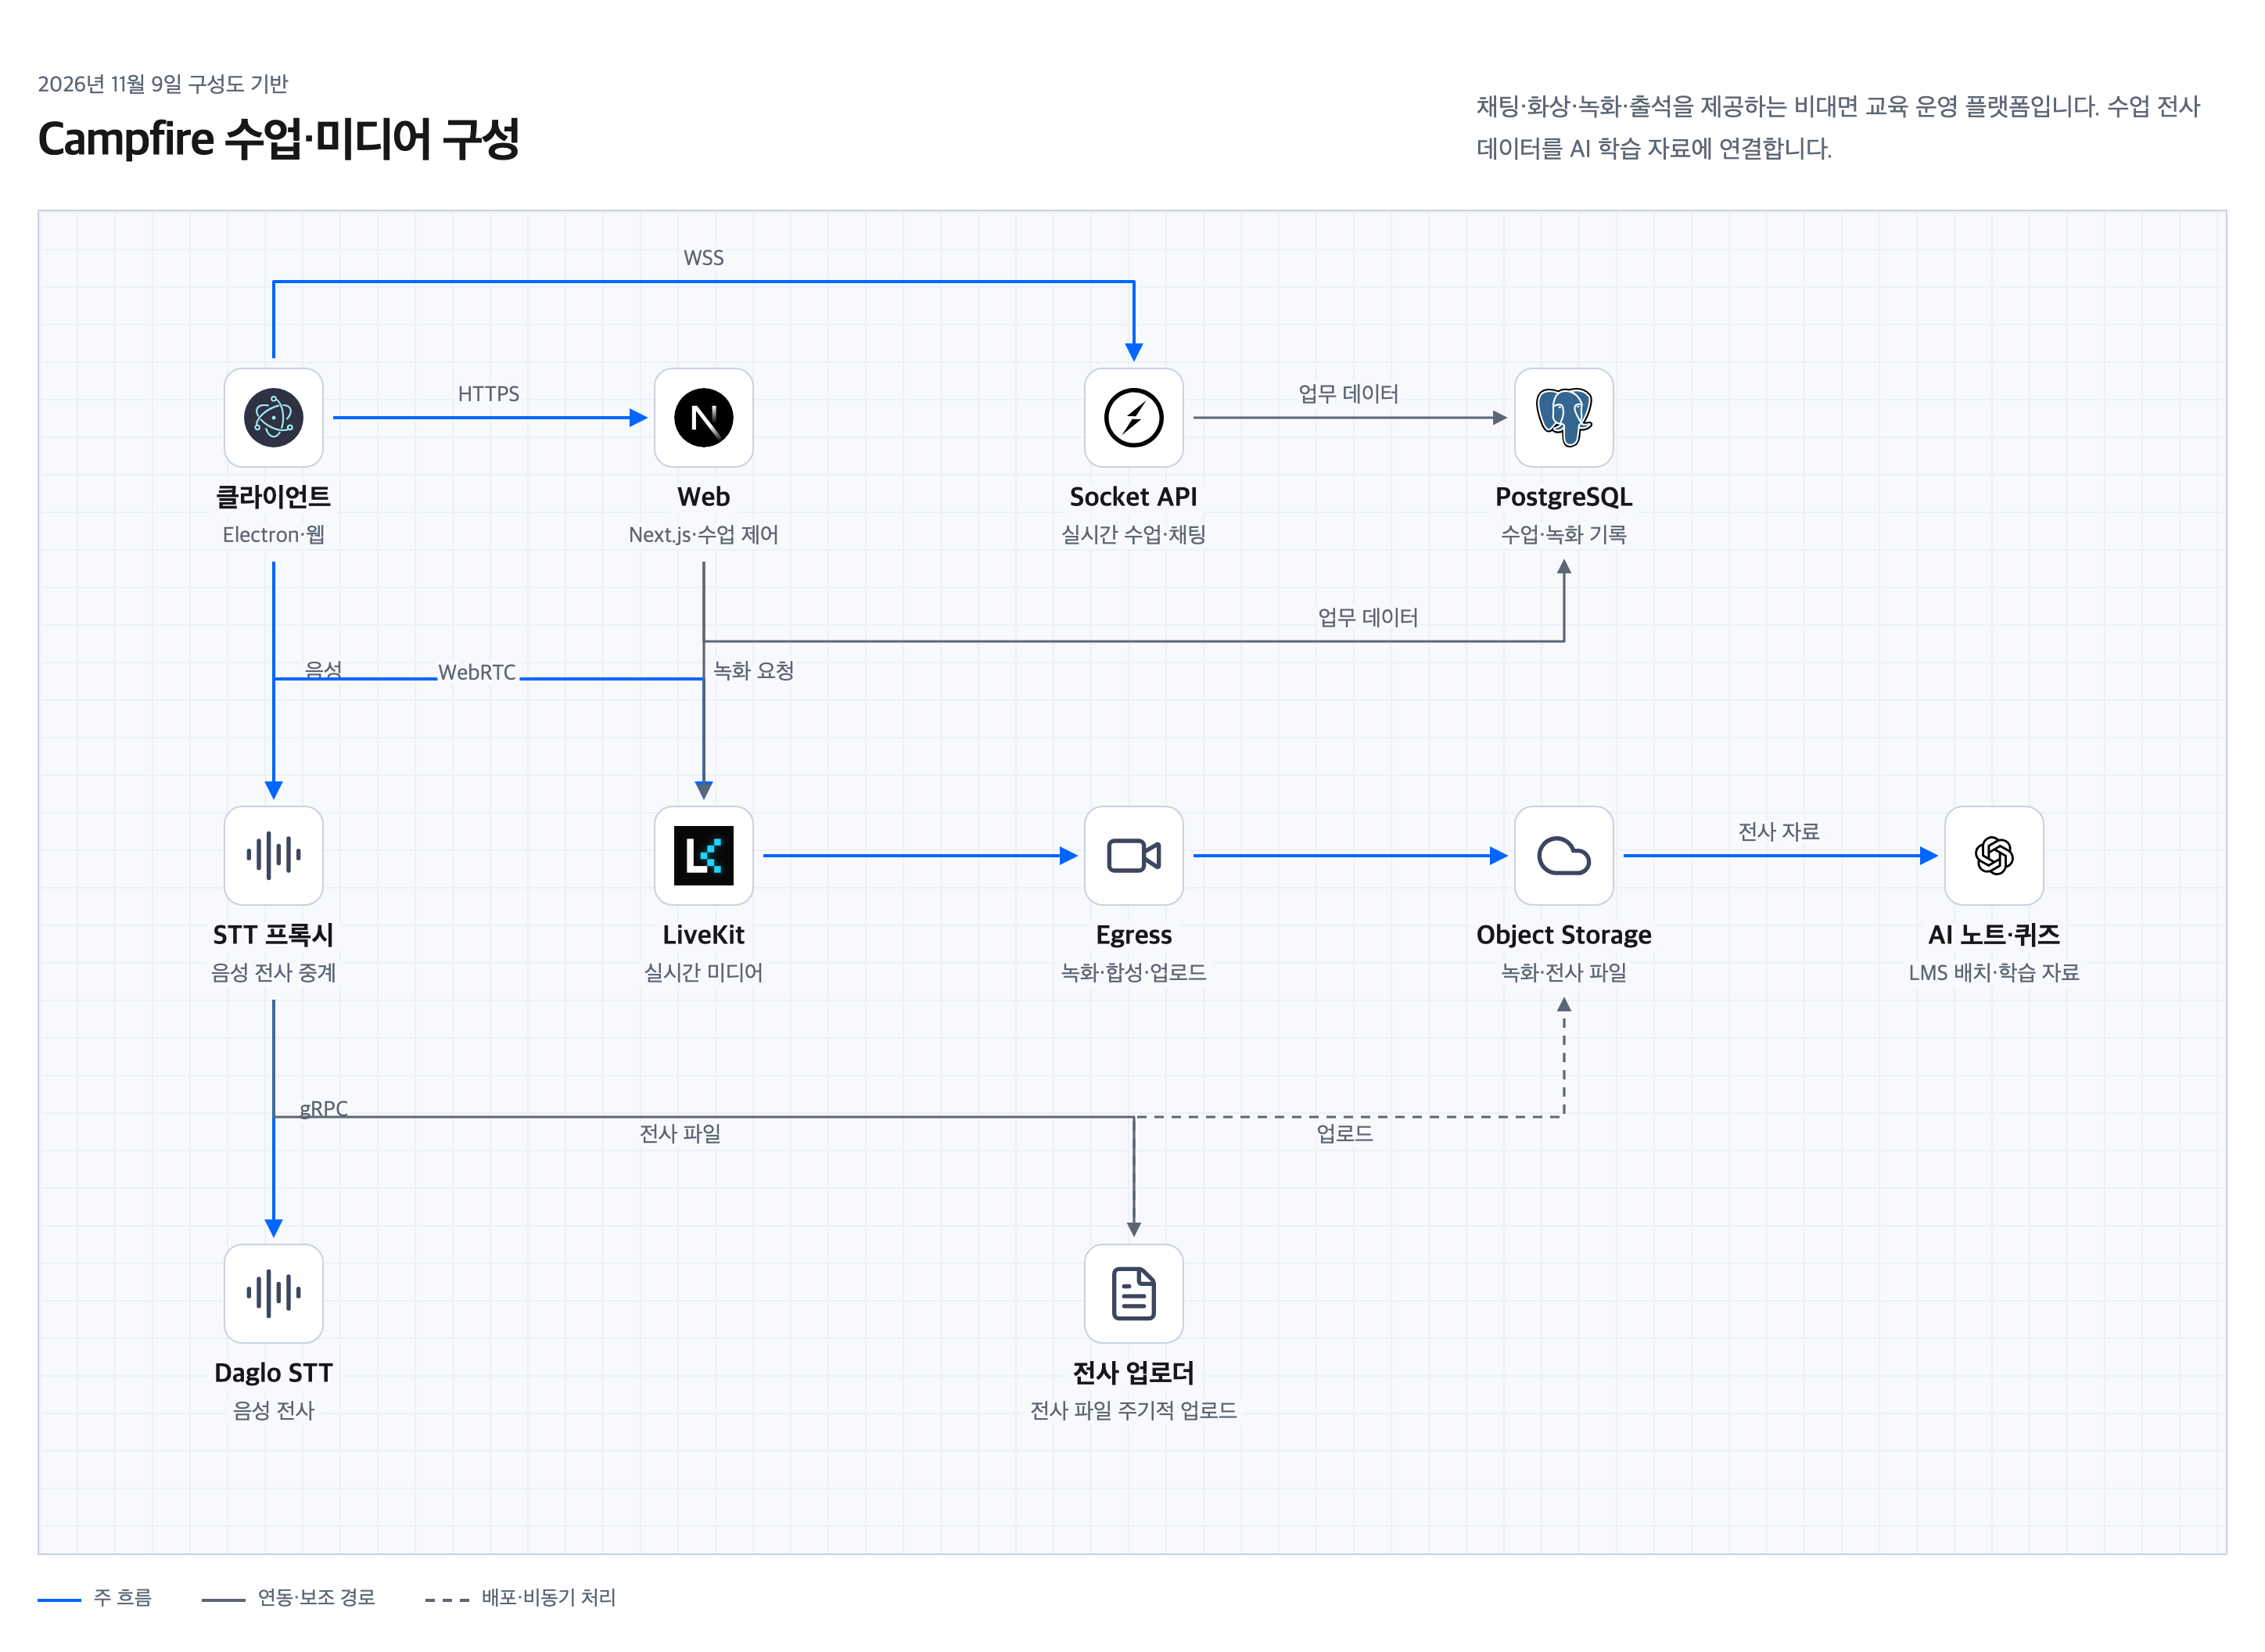 2026년 11월 9일 구성도 기반
Campfire 수업·미디어 구성
채팅·화상·녹화·출석을 제공하는 비대면 교육 운영 플랫폼입니다. 수업 전사
데이터를 AI 학습 자료에 연결합니다.
WSS
HTTPS
업무 데이터
클라이언트
Electron·웹
Web
Next.js·수업 제어
Socket API
실시간 수업·채팅
PostgreSQL
수업·녹화 기록
업무 데이터
음성
WebRTC
녹화 요청
전사 자료
STT 프록시
음성 전사 중계
LiveKit
실시간 미디어
Egress
녹화·합성·업로드
Object Storage
녹화·전사 파일
AI 노트·퀴즈
LMS 배치·학습 자료
gRPC
전사 파일
업로드
Daglo STT
음성 전사
전사 업로더
전사 파일 주기적 업로드
주 흐름
연동·보조 경로
배포·비동기 처리